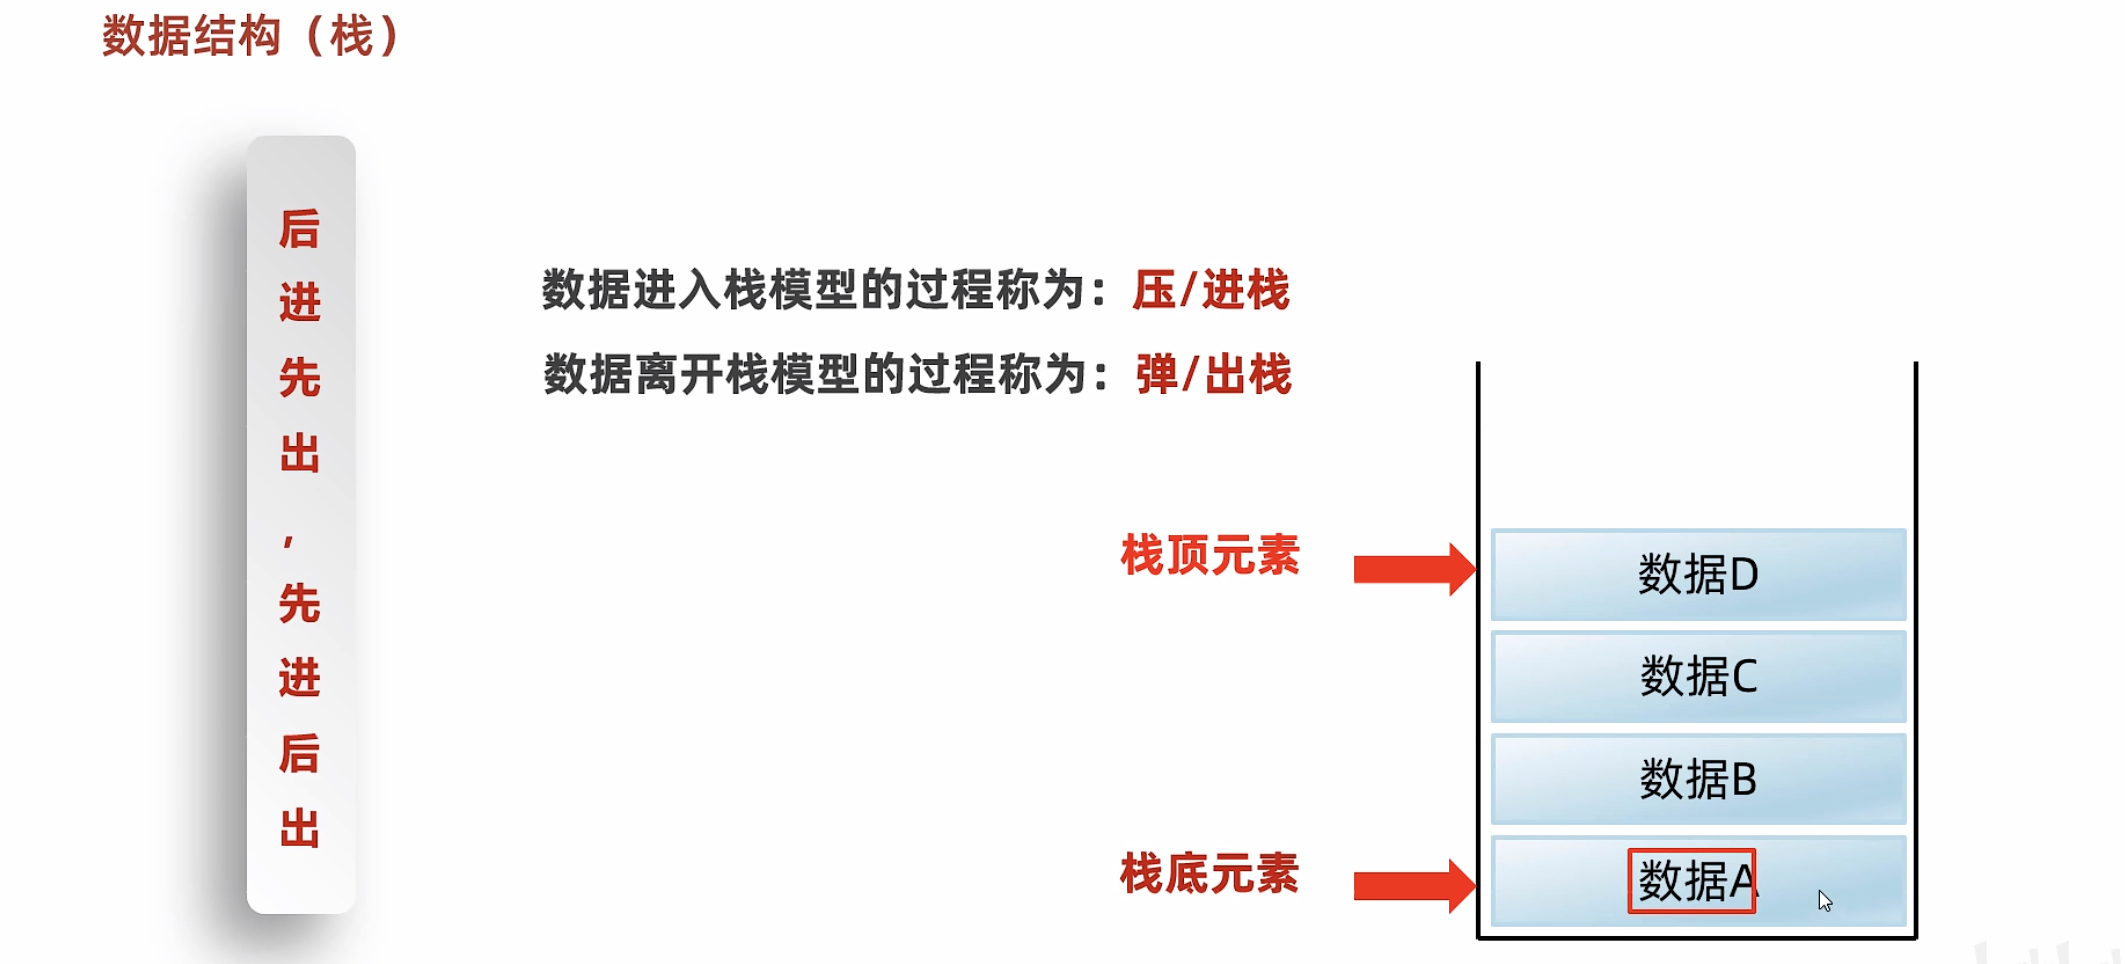 数据结构（栈）
后进先出，先进后出
数据进入栈模型的过程称为：压/进栈
数据离开栈模型的过程称为：弹/出栈
栈顶元素
数据D
数据C
数据B
栈底元素
数据A